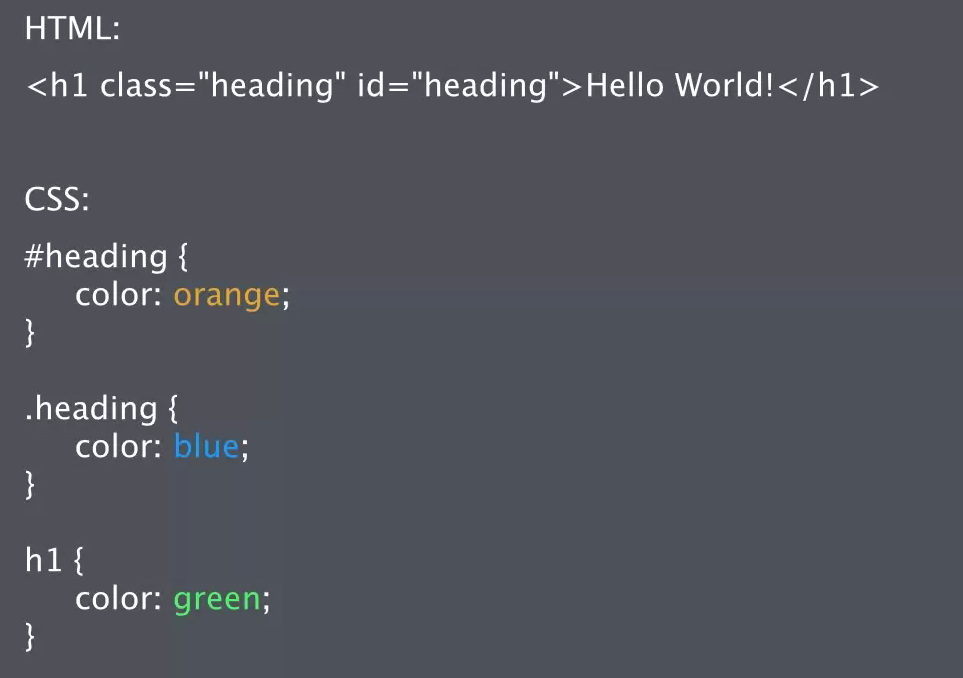 HTML:
<h1 class="heading" id="heading">Hello World!</h1>
CSS:
#heading {
color: orange;
}
.heading {
color: blue;
}
h1 {
color: green;
}